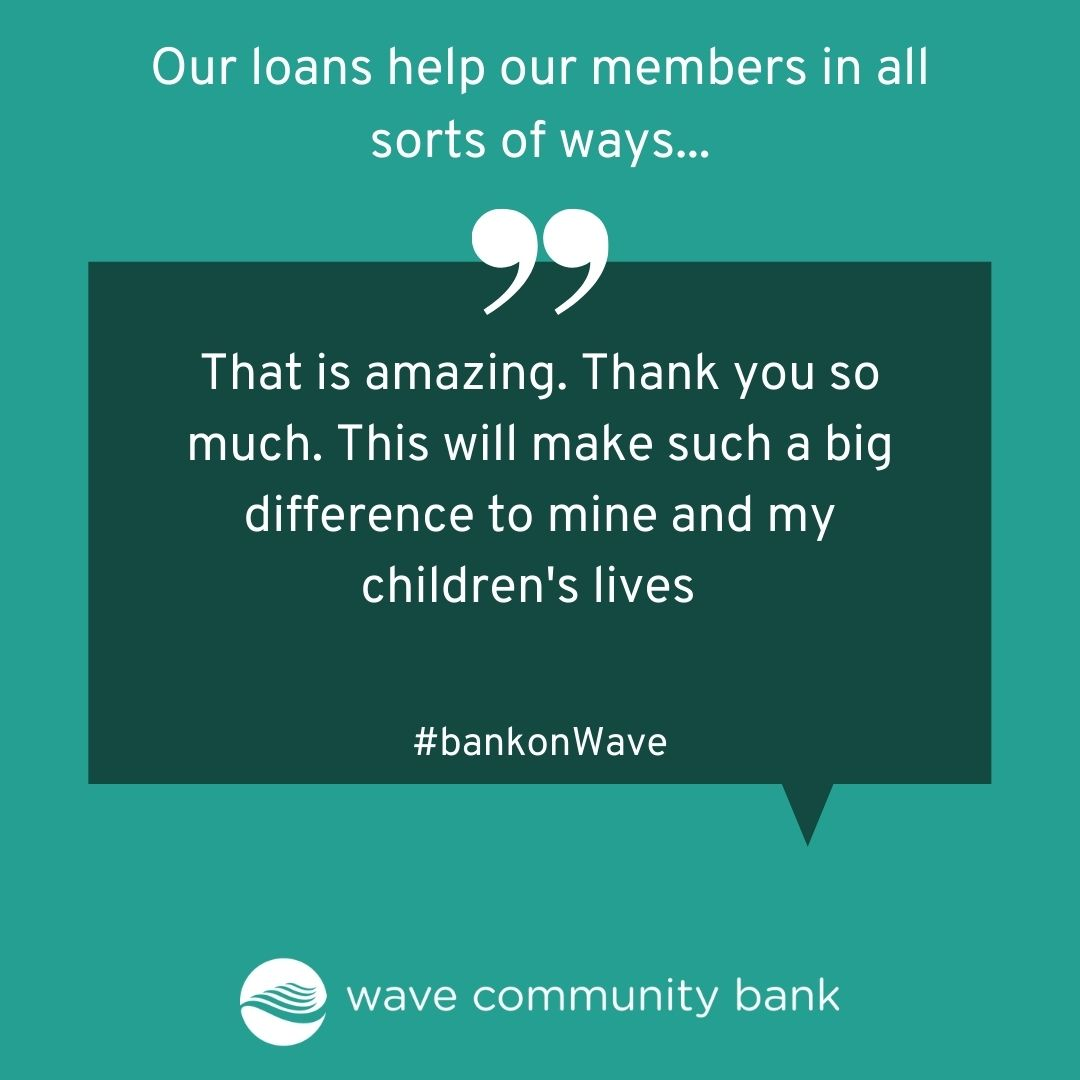 Our loans help our members in all
sorts of ways...
”
That is amazing. Thank you so
much. This will make such a big
difference to mine and my
children's lives
#bankonWave
wave community bank